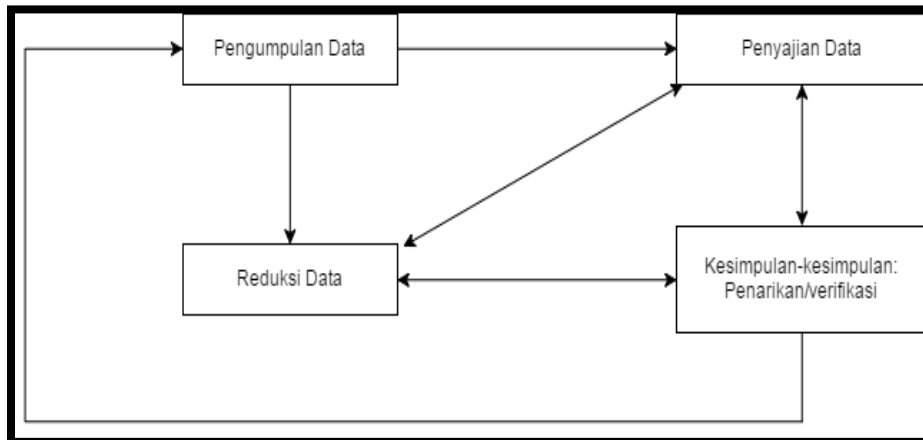 Pengumpulan Data
Penyajian Data
Reduksi Data
Kesimpulan-kesimpulan:
Penarikan/verifikasi